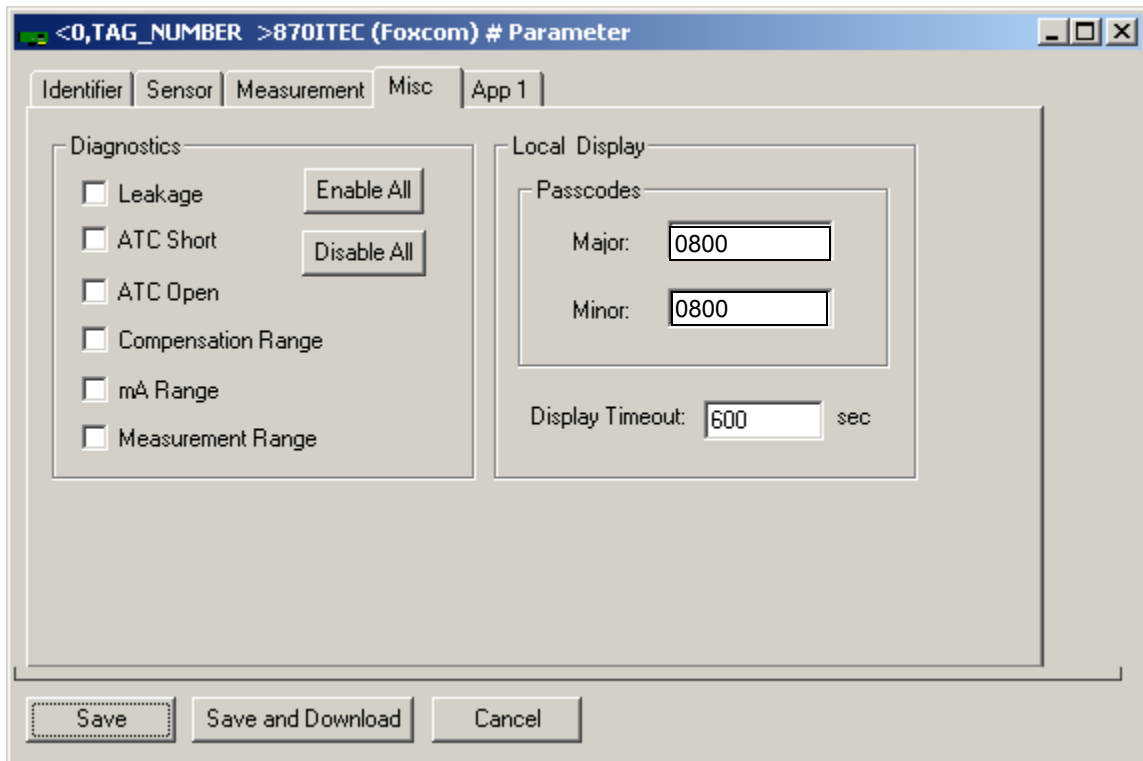 <0,TAG_NUMBER >870ITEC (Foxcom) # Parameter
Identifier Sensor Measurement Misc App 1
Diagnostics
Leakage
ATC Short
ATC Open
Compensation Range
mA Range
Measurement Range
Enable All
Disable All
Local Display
Passcodes
Major: 0800
Minor: 0800
Display Timeout: 600 sec
Save Save and Download Cancel